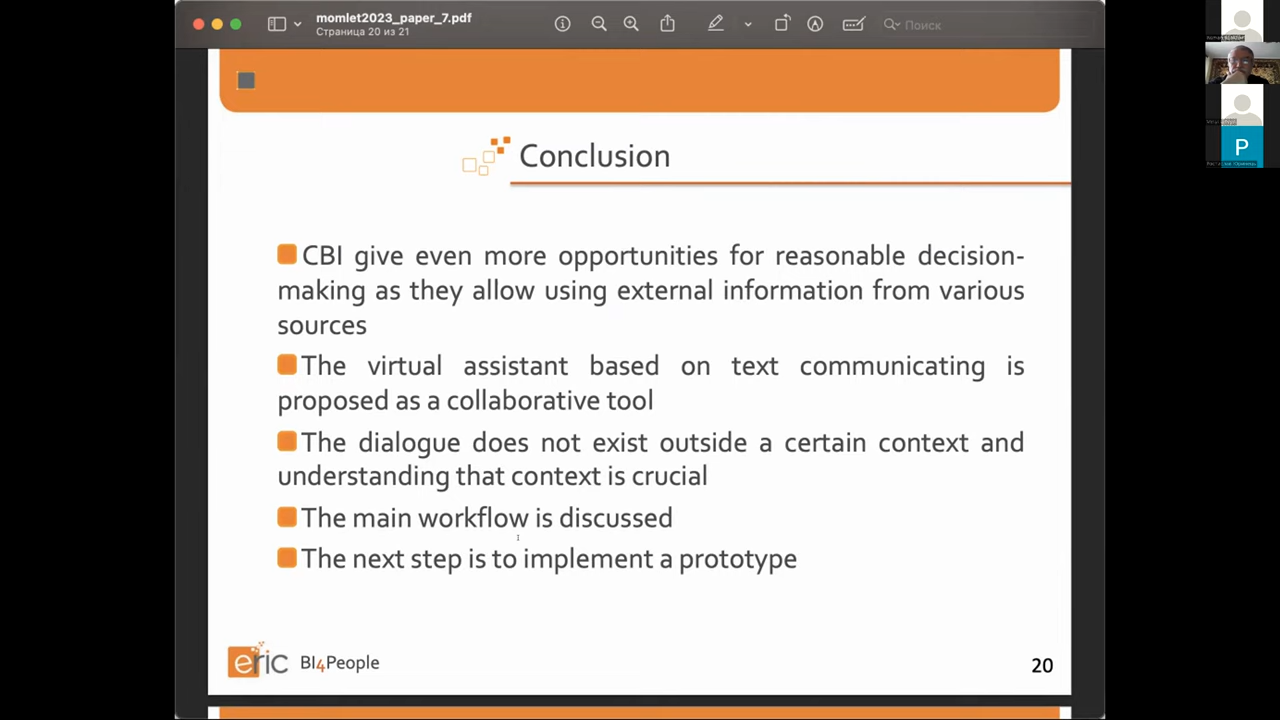 momlet2023_paper_7.pdf
Страница 20 из 21
Поиск
P
Conclusion
CBI give even more opportunities for reasonable decision-
making as they allow using external information from various
sources
The virtual assistant based on text communicating is
proposed as a collaborative tool
The dialogue does not exist outside a certain context and
understanding that context is crucial
The main workflow is discussed
The next step is to implement a prototype
eric BI4People
20